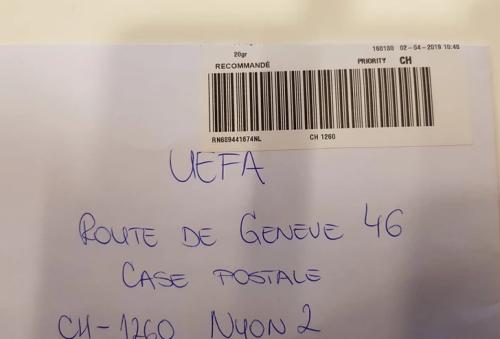 20gr 160100 02-04-2019 10:46
RECOMMANDÉ PRIORITY CH
RN689441674NL CH 1260
UEFA
ROUTE DE GENEVE 46
CASE POSTALE
CH-1260 NYON 2